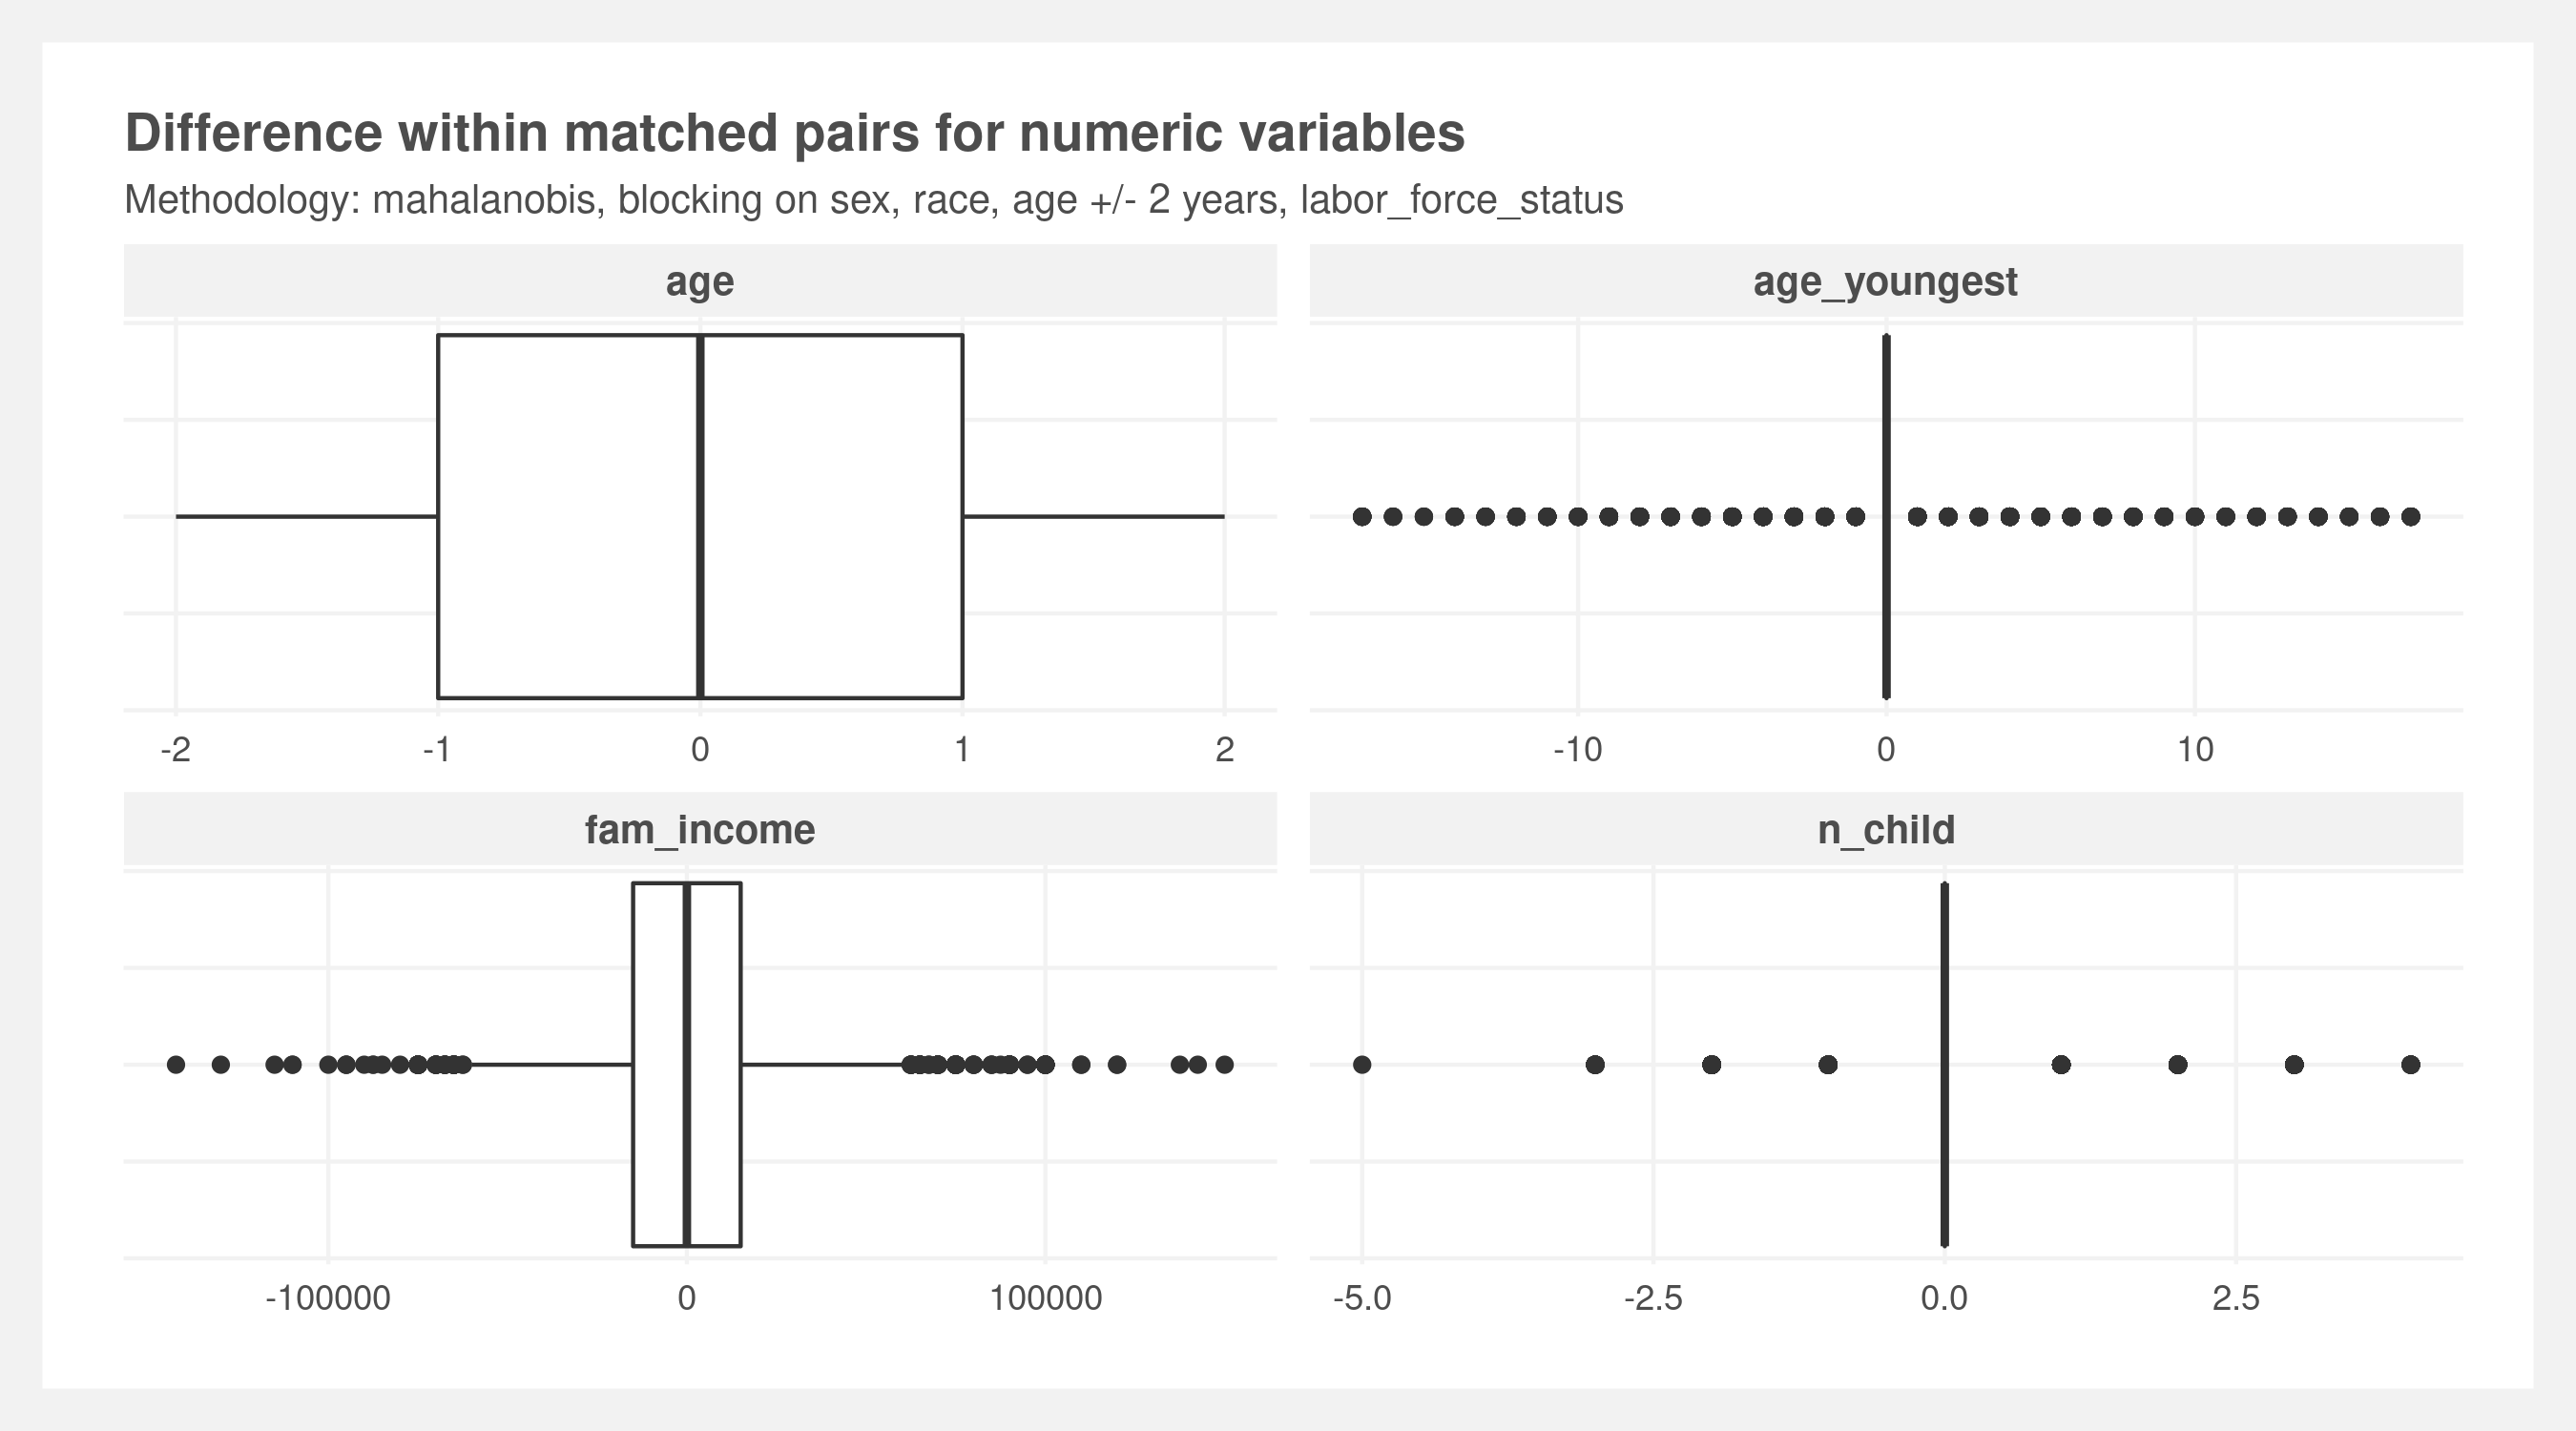 Difference within matched pairs for numeric variables
Methodology: mahalanobis, blocking on sex, race, age +/- 2 years, labor_force_status
age
age_youngest
-2 -1 0 1 2
-10 0 10
fam_income
n_child
-100000 0 100000
-5.0 -2.5 0.0 2.5